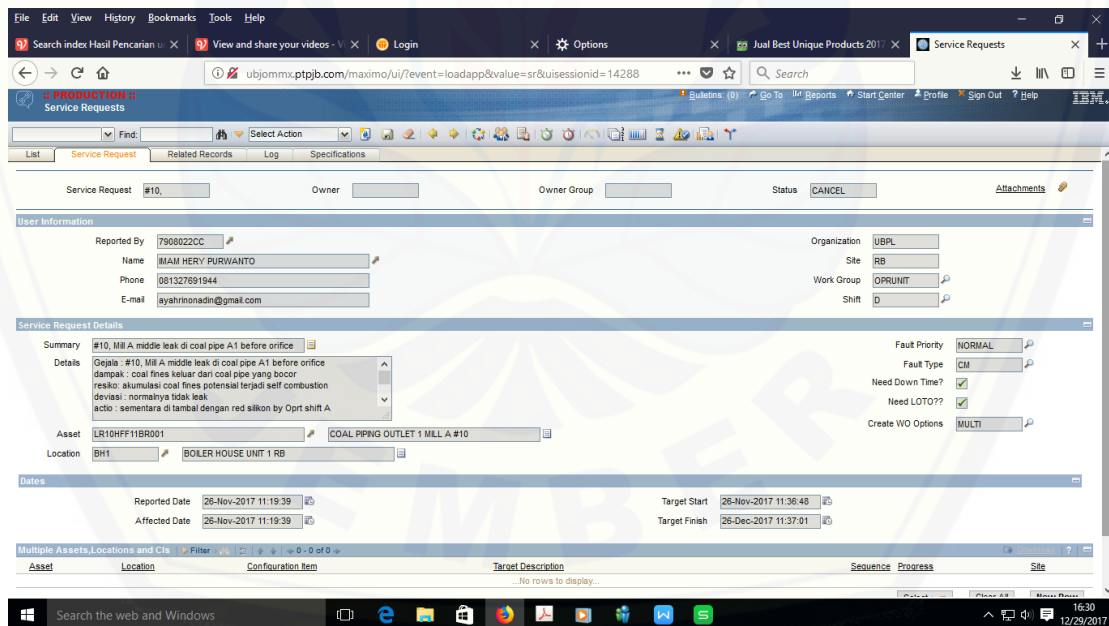 File Edit View History Bookmarks Tools Help
Search index Hasil Pencarian u
View and share your videos - Vi
Login
Options
Jual Best Unique Products 2017
Service Requests
ubjommx.ptpjb.com/maximo/ui/?event=loadapp&value=sr&uisessionid=14288
Search
:: PRODUCTION ::
Service Requests
Bulletins: (0) Go To Reports Start Center Profile Sign Out ? Help IBM.
Find: Select Action
List Service Request Related Records Log Specifications
Service Request #10, Owner Owner Group Status CANCEL Attachments
User Information
Reported By 7908022CC Organization UBPL
Name IMAM HERY PURWANTO Site RB
Phone 081327691944 Work Group OPRUNIT
E-mail ayahrinonadin@gmail.com Shift D
Service Request Details
Summary #10, Mill A middle leak di coal pipe A1 before orifice Fault Priority NORMAL
Details Gejala : #10, Mill A middle leak di coal pipe A1 before orifice Fault Type CM
dampak : coal fines keluar dari coal pipe yang bocor
resiko: akumulasi coal fines potensial terjadi self combustion Need Down Time?
deviasi : normalnya tidak leak Need LOTO??
actio : sementara di tambal dengan red silikon by Oprt shift A
Create WO Options MULTI
Asset LR10HFF11BR001 COAL PIPING OUTLET 1 MILL A #10
Location BH1 BOILER HOUSE UNIT 1 RB
Dates
Reported Date 26-Nov-2017 11:19:39 Target Start 26-Nov-2017 11:36:48
Affected Date 26-Nov-2017 11:19:39 Target Finish 26-Dec-2017 11:37:01
Multiple Assets,Locations and CIs Filter 0 - 0 of 0 Download ?
Asset Location Configuration Item Target Description Sequence Progress Site
...No rows to display...
Select Clear All New Row
Search the web and Windows
16:30
12/29/2017